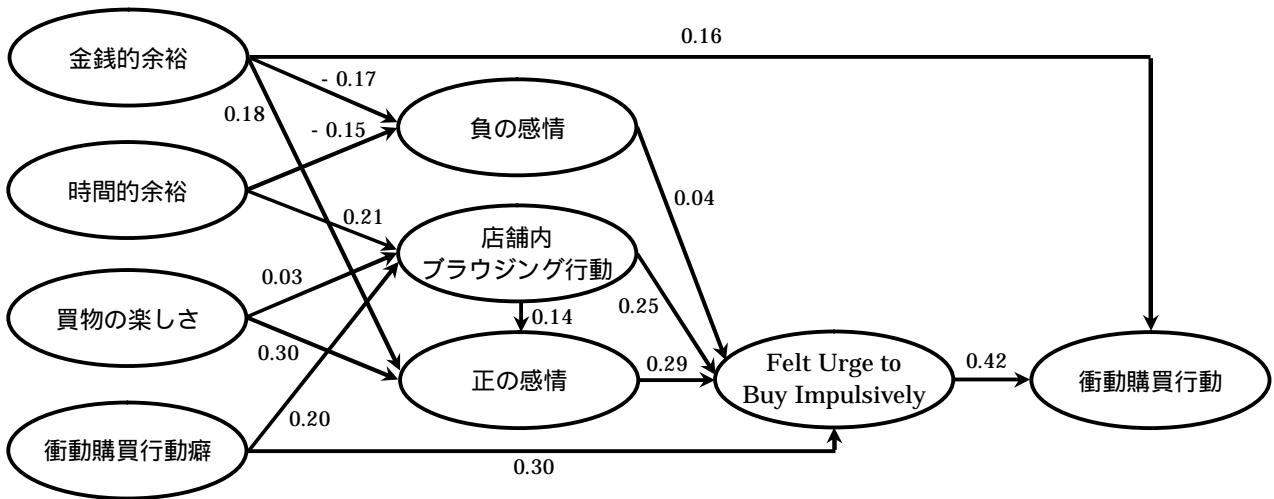 金銭的余裕
0.16
- 0.17
0.18
負の感情
- 0.15
時間的余裕
0.04
0.21
店舗内
ブラウジング行動
0.03
買物の楽しさ
0.25
0.14
0.30
正の感情
0.29
Felt Urge to
Buy Impulsively
0.42
衝動購買行動
0.20
衝動購買行動癖
0.30